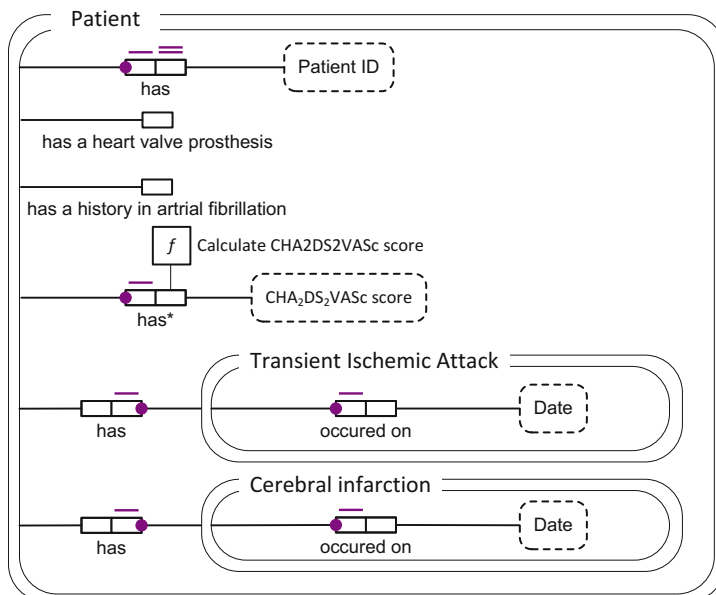 Patient
Patient ID
has
has a heart valve prosthesis
has a history in artrial fibrillation
f Calculate CHA2DS2VASc score
CHA₂DS₂VASc score
has*
Transient Ischemic Attack
Date
has occured on
Cerebral infarction
Date
has occured on